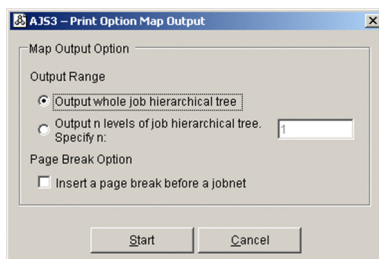 AJS3 – Print Option Map Output
Map Output Option
Output Range
Output whole job hierarchical tree
Output n levels of job hierarchical tree.
Specify n:
1
Page Break Option
Insert a page break before a jobnet
Start
Cancel